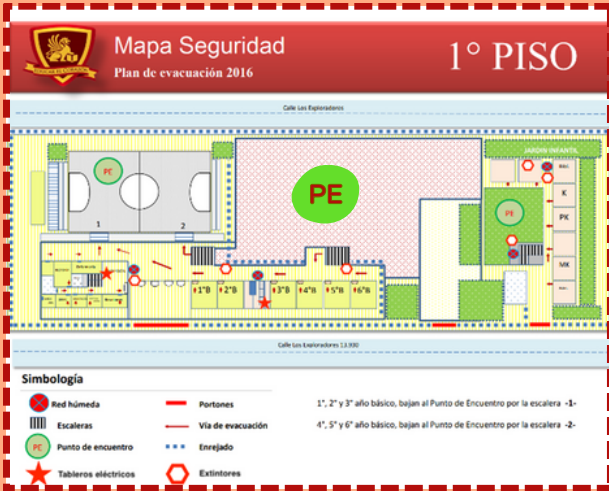 Mapa Seguridad
Plan de evacuación 2016
1° PISO
Calle Los Exploradores
JARDIN INFANTIL
PC
PE
PE
K
PK
MK
1
2
1°B
2°B
3°B
4°B
5°B
6°B
Calle Los Exploradores 13.930
Simbología
Red húmeda
Portones
Escaleras
Vía de evacuación
PC
Punto de encuentro
Enrejado
Tableros eléctricos
Extintores
1°, 2° y 3° año básico, bajan al Punto de Encuentro por la escalera -1-
4°, 5° y 6° año básico, bajan al Punto de Encuentro por la escalera -2-